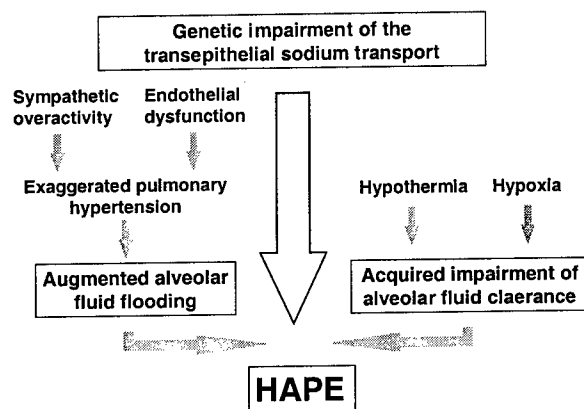 Genetic impairment of the
transepithelial sodium transport
Sympathetic
overactivity
Endothelial
dysfunction
Exaggerated pulmonary
hypertension
Hypothermia
Hypoxia
Augmented alveolar
fluid flooding
Acquired impairment of
alveolar fluid claerance
HAPE